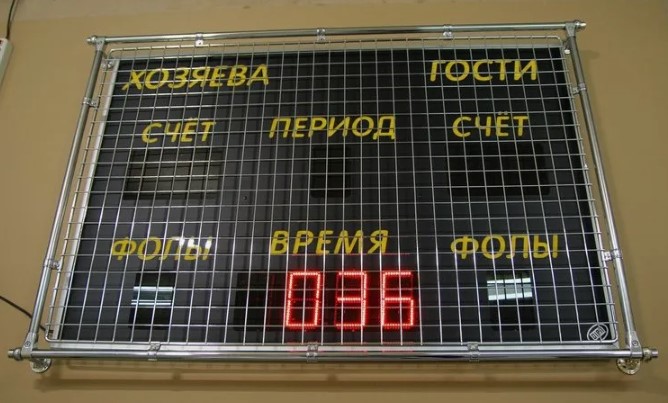 ХОЗЯЕВА ГОСТИ
СЧЁТ ПЕРИОД СЧЁТ
ФОЛЫ ВРЕМЯ ФОЛЫ
036